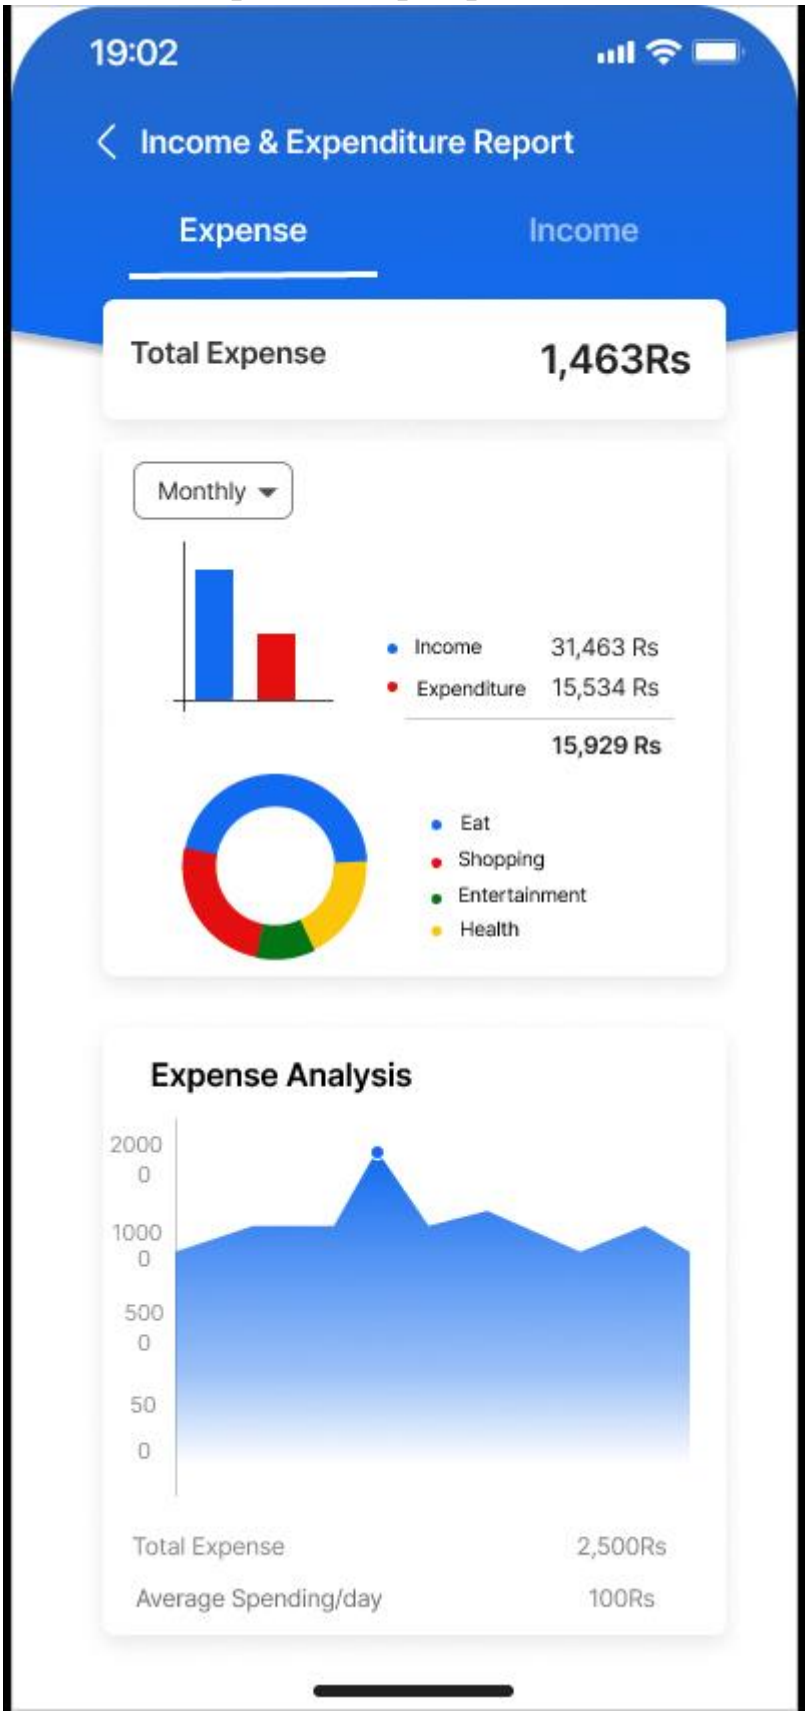 19:02
Income & Expenditure Report
Expense Income
Total Expense 1,463Rs
Monthly
Income 31,463 Rs
Expenditure 15,534 Rs
15,929 Rs
Eat
Shopping
Entertainment
Health
Expense Analysis
2000
0
1000
0
500
0
50
0
Total Expense 2,500Rs
Average Spending/day 100Rs